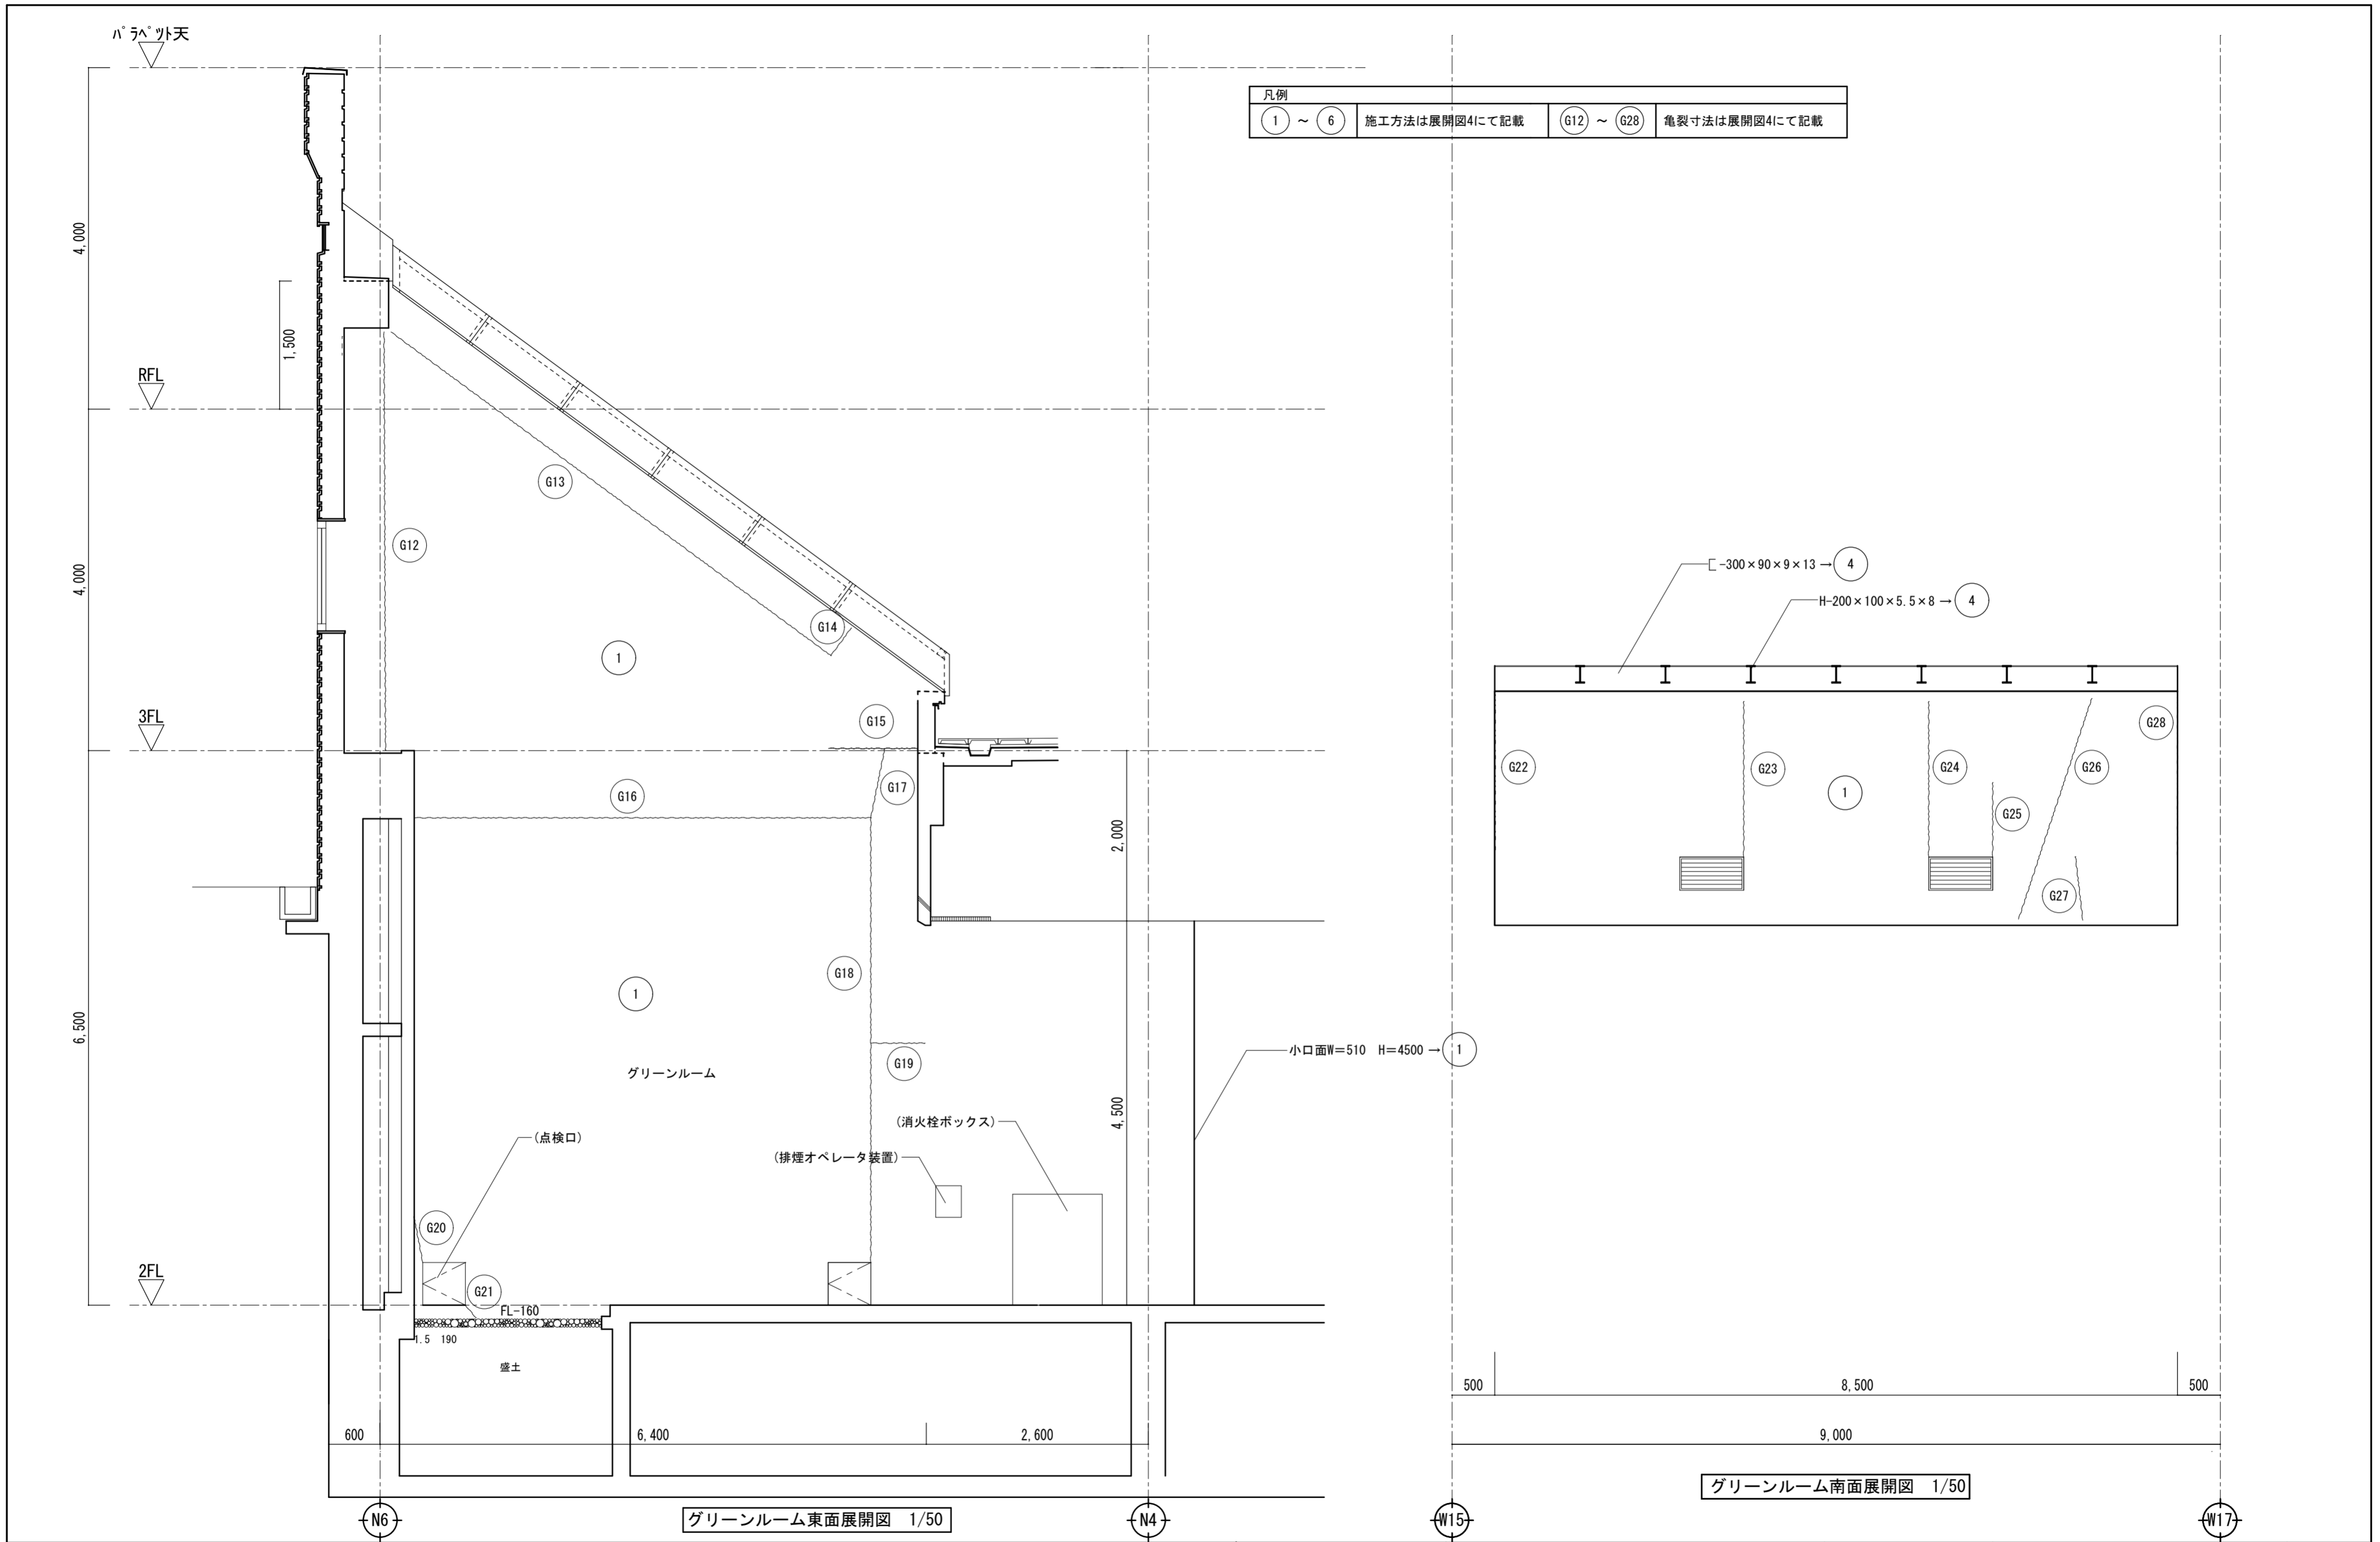 パラペット天
凡例
1 ～ 6 施工方法は展開図4にて記載 G12 ～ G28 亀裂寸法は展開図4にて記載
4,000
1,500
RFL
G13
G12
4,000
[-300×90×9×13 → 4
H-200×100×5.5×8 → 4
G14
1
3FL
G15
G28
G22
G23
G24
G26
G16
G17
1
G25
2,000
G27
G18
1
6,500
小口面W=510 H=4500 → 1
G19
グリーンルーム
4,500
(消火栓ボックス)
(点検口)
(排煙オペレータ装置)
G20
2FL
G21
FL-160
1.5 190
盛土
500
8,500
500
600
6,400
2,600
9,000
グリーンルーム南面展開図 1/50
N6
グリーンルーム東面展開図 1/50
N4
W15
W17